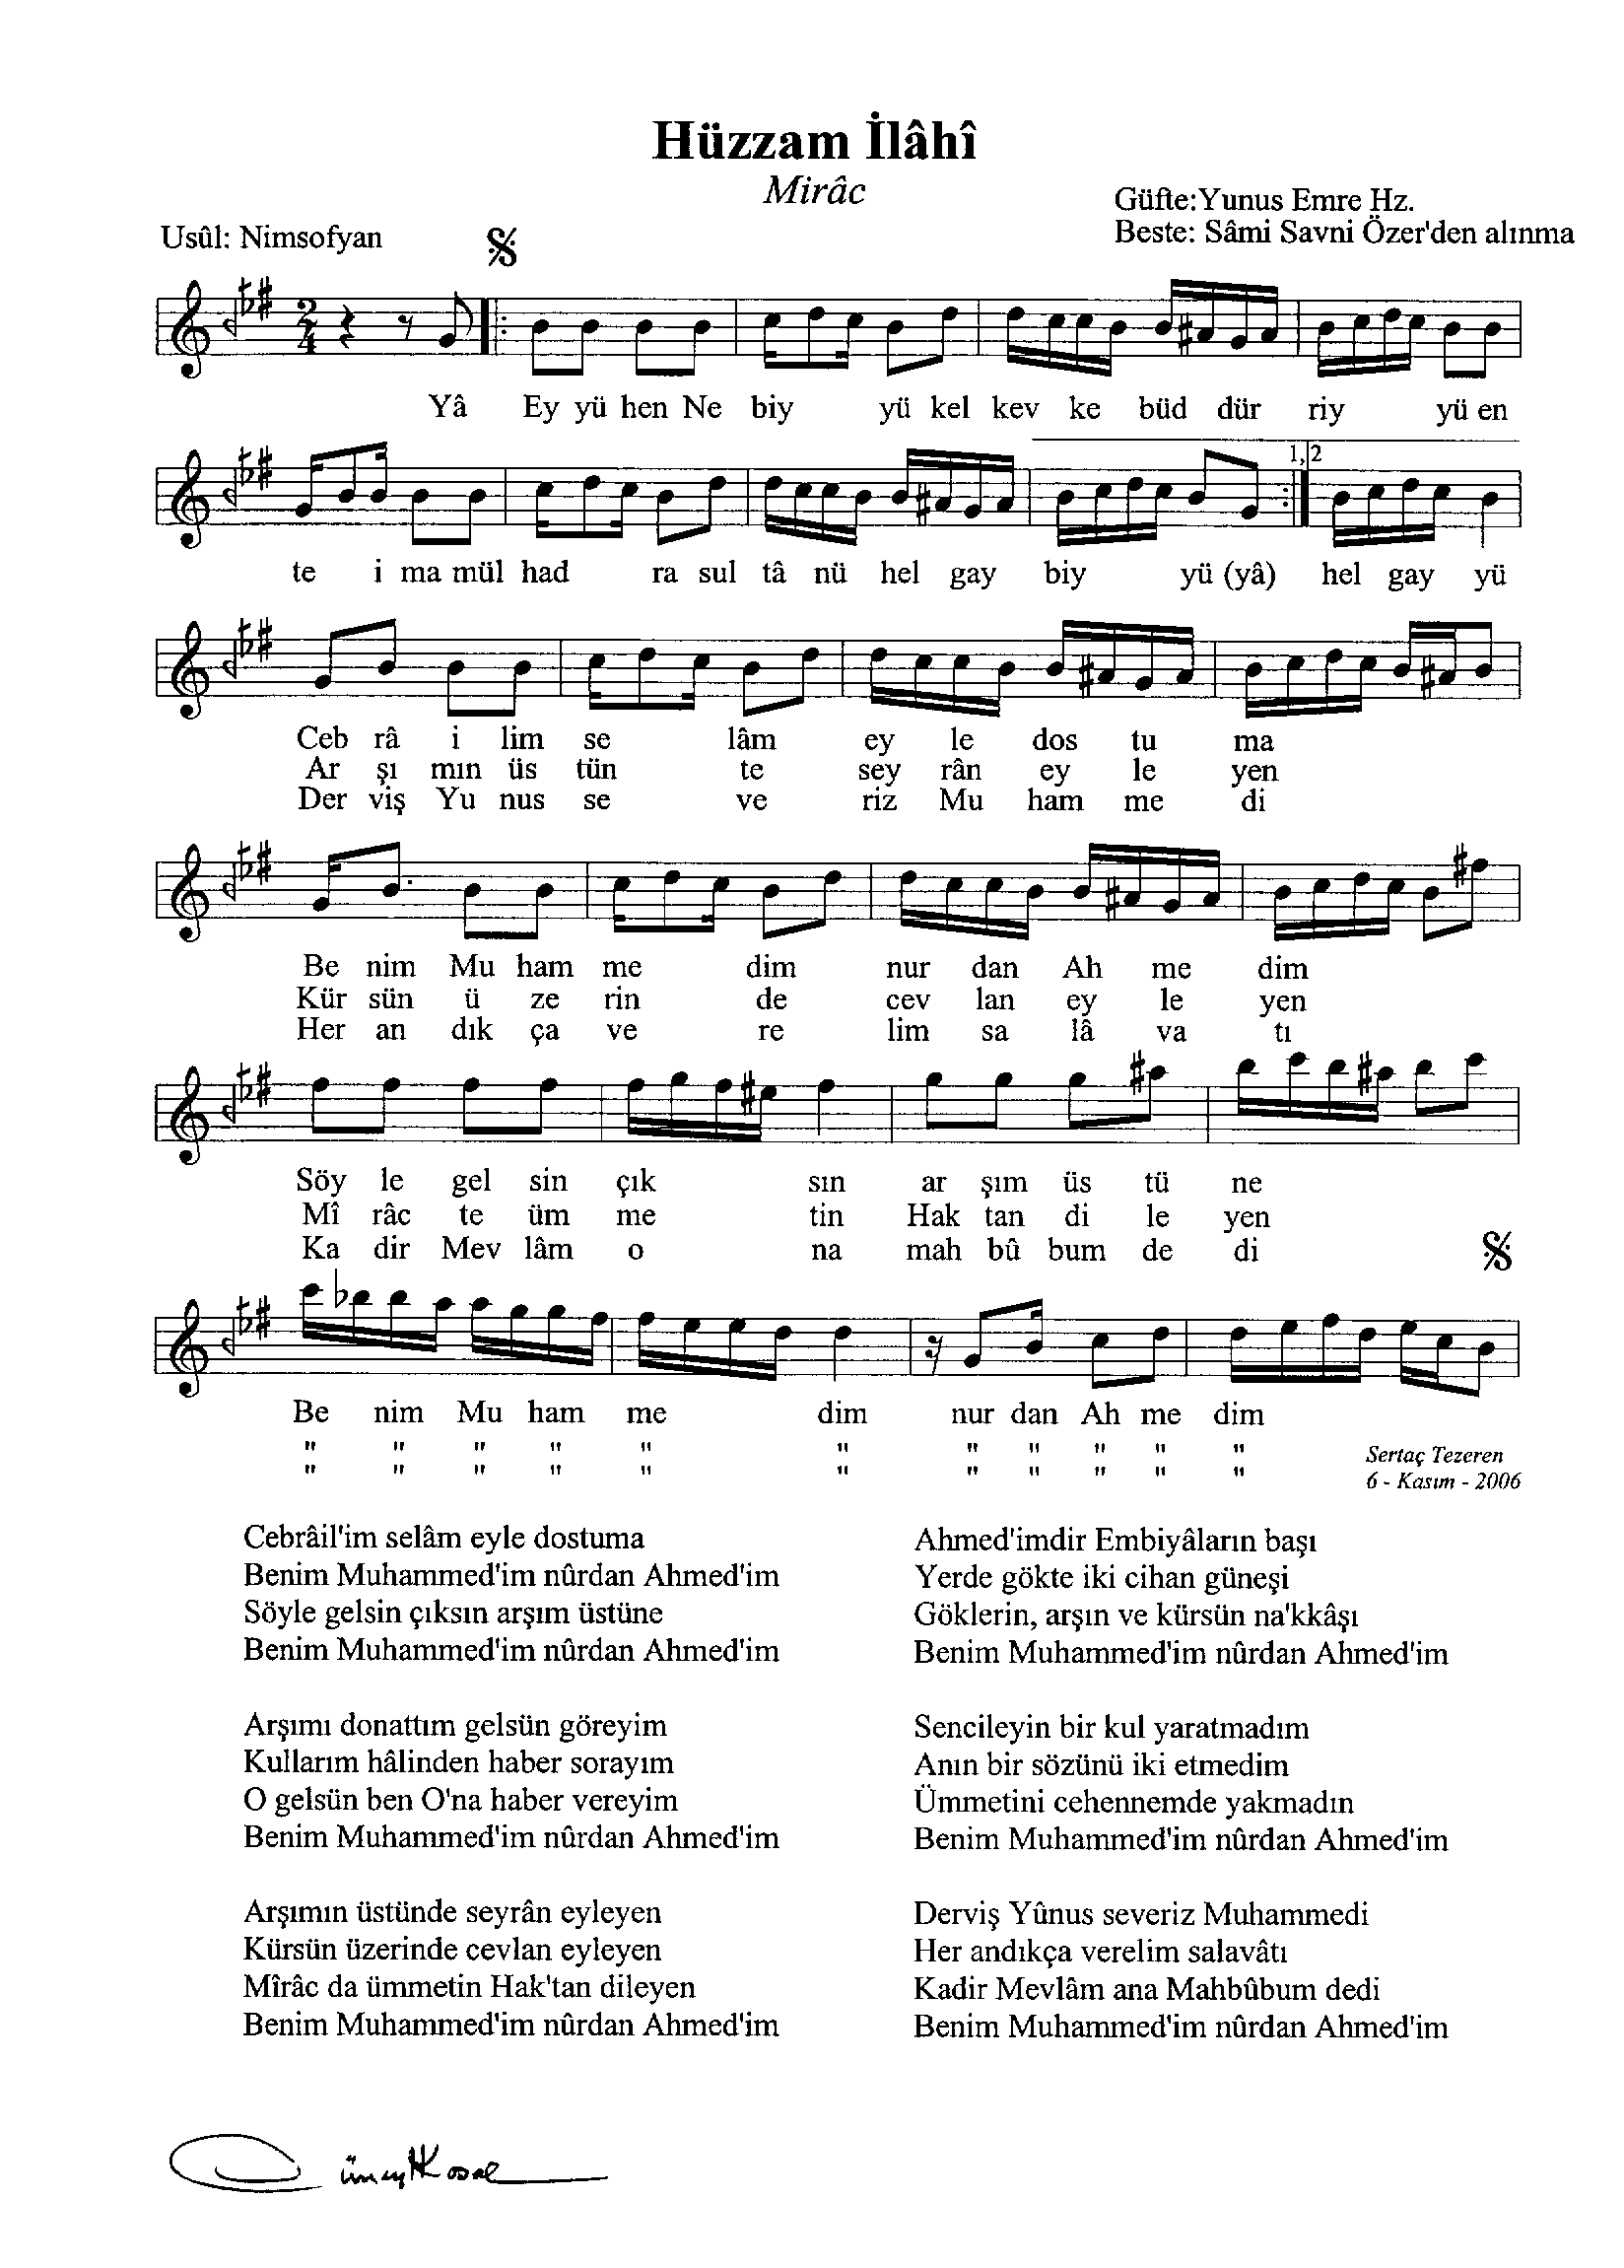 Hüzzam İlâhî
Mirâc
Güfte:Yunus Emre Hz.
Usûl: Nimsofyan
Beste: Sâmi Savni Özer'den alınma
2
4
Yâ Ey yü hen Ne biy yü kel kev ke büd dür riy yü en
1, 2
te i ma mül had ra sul tâ nü hel gay biy yü (yâ) hel gay yü
Ceb râ i lim se lâm ey le dos tu ma
Ar şı mın üs tün te sey rân ey le yen
Der viş Yu nus se ve riz Mu ham me di
Be nim Mu ham me dim nur dan Ah me dim
Kür sün ü ze rin de cev lan ey le yen
Her an dık ça ve re lim sa lâ va tı
Söy le gel sin çık sın ar şım üs tü ne
Mî râc te üm me tin Hak tan di le yen
Ka dir Mev lâm o na mah bû bum de di
Be nim Mu ham me dim nur dan Ah me dim
" " " " " " " " " " "
" " " " " " " " " " "
Sertaç Tezeren
6 - Kasım - 2006
Cebrâil'im selâm eyle dostuma
Benim Muhammed'im nûrdan Ahmed'im
Söyle gelsin çıksın arşım üstüne
Benim Muhammed'im nûrdan Ahmed'im
Arşımı donattım gelsün göreyim
Kullarım hâlinden haber sorayım
O gelsün ben O'na haber vereyim
Benim Muhammed'im nûrdan Ahmed'im
Arşımın üstünde seyrân eyleyen
Kürsün üzerinde cevlan eyleyen
Mîrâc da ümmetin Hak'tan dileyen
Benim Muhammed'im nûrdan Ahmed'im
Ahmed'imdir Embiyâların başı
Yerde gökte iki cihan güneşi
Göklerin, arşın ve kürsün na'kkâşı
Benim Muhammed'im nûrdan Ahmed'im
Sencileyin bir kul yaratmadım
Anın bir sözünü iki etmedim
Ümmetini cehennemde yakmadın
Benim Muhammed'im nûrdan Ahmed'im
Derviş Yûnus severiz Muhammedi
Her andıkça verelim salavâtı
Kadir Mevlâm ana Mahbûbum dedi
Benim Muhammed'im nûrdan Ahmed'im